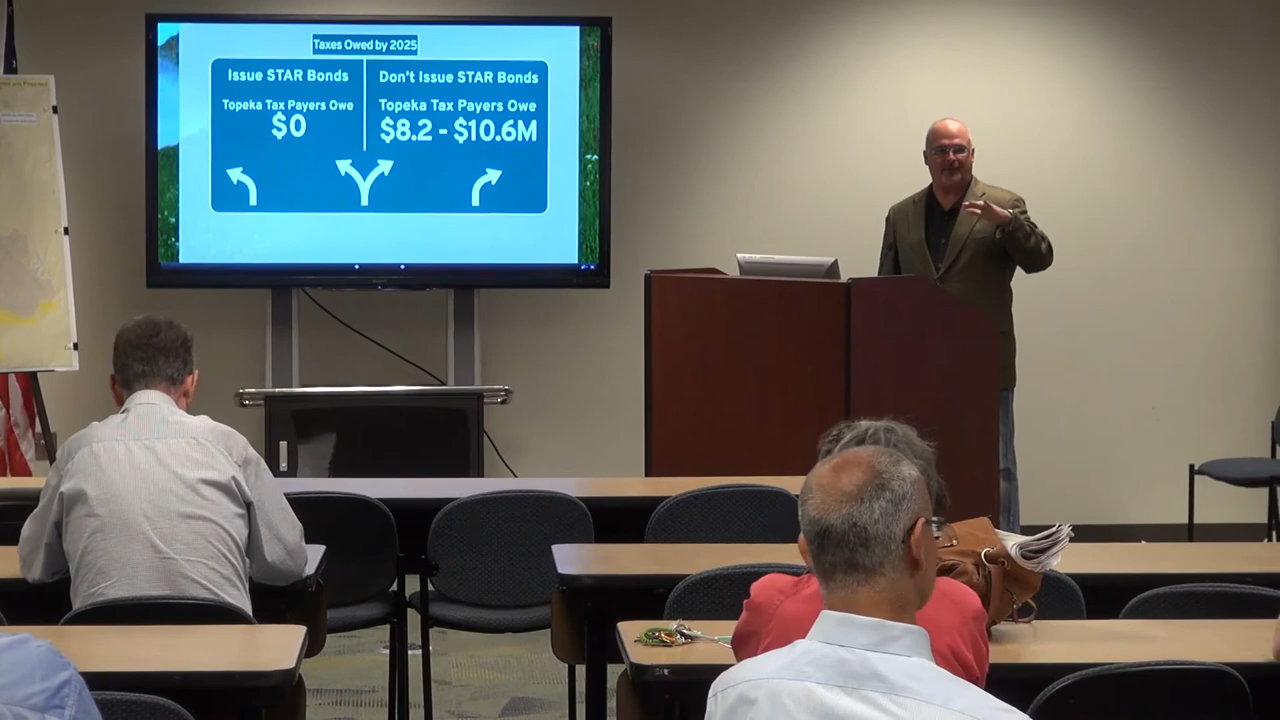 Taxes Owed by 2025
Issue STAR Bonds
Topeka Tax Payers Owe
$0
Don't Issue STAR Bonds
Topeka Tax Payers Owe
$8.2 - $10.6M